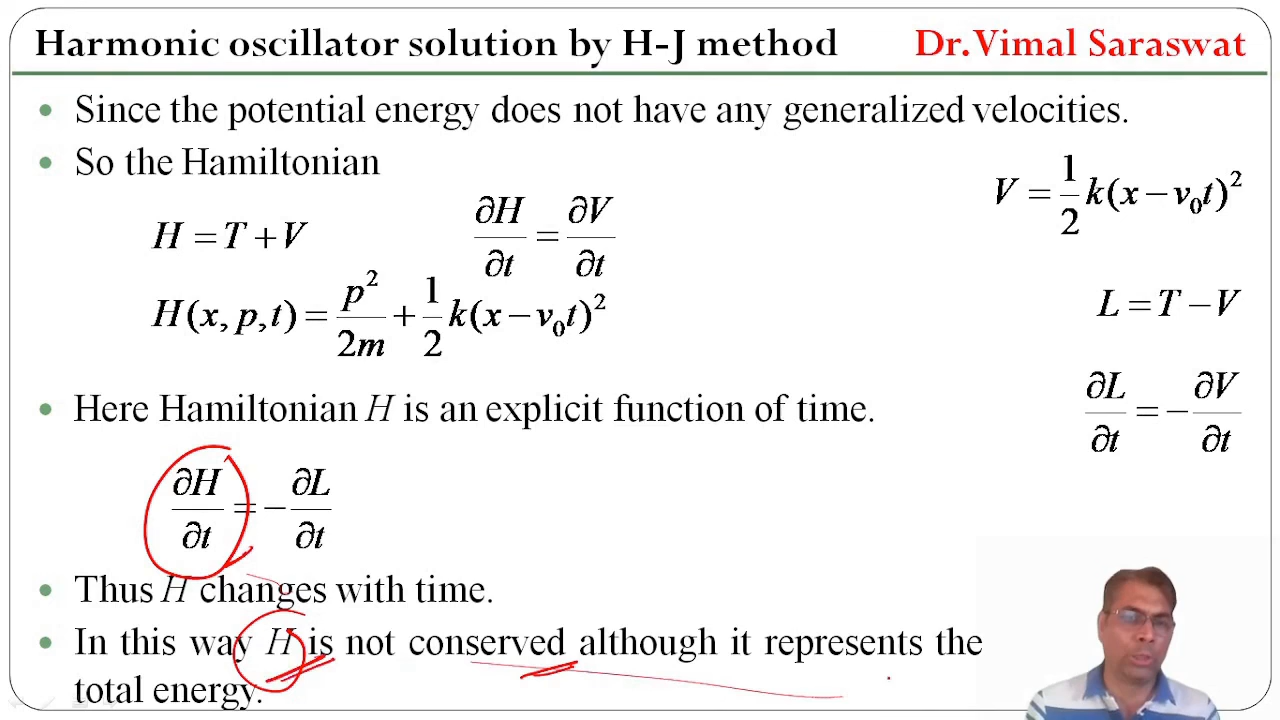 Harmonic oscillator solution by H-J method Dr.Vimal Saraswat
• Since the potential energy does not have any generalized velocities.
• So the Hamiltonian
V = 1/2 k(x − v₀t)²
H = T + V ∂H/∂t = ∂V/∂t
H(x, p, t) = p²/2m + 1/2 k(x − v₀t)²
L = T − V
• Here Hamiltonian H is an explicit function of time.
∂L/∂t = − ∂V/∂t
∂H/∂t = − ∂L/∂t
• Thus H changes with time.
• In this way H is not conserved although it represents the
total energy.